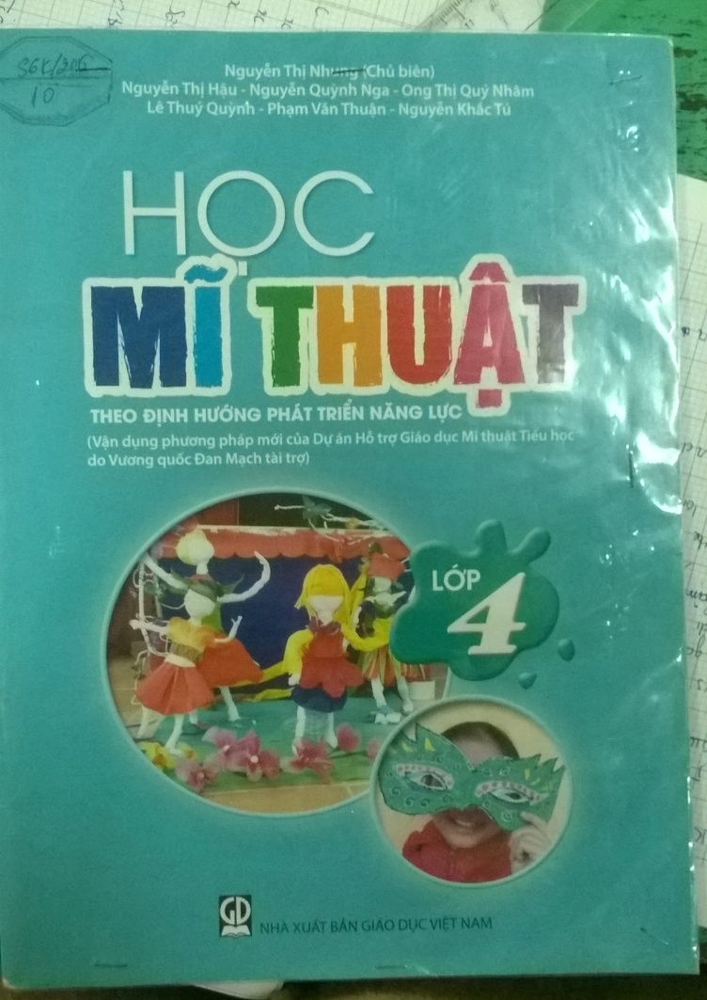 SGK/206
10
Nguyễn Thị Nhung (Chủ biên)
Nguyễn Thị Hậu - Nguyễn Quỳnh Nga - Ong Thị Quý Nhâm
Lê Thuý Quỳnh - Phạm Văn Thuận - Nguyễn Khắc Tú
HỌC
MĨ THUẬT
THEO ĐỊNH HƯỚNG PHÁT TRIỂN NĂNG LỰC
(Vận dụng phương pháp mới của Dự án Hỗ trợ Giáo dục Mĩ thuật Tiểu học
do Vương quốc Đan Mạch tài trợ)
LỚP
4
GD
NHÀ XUẤT BẢN GIÁO DỤC VIỆT NAM